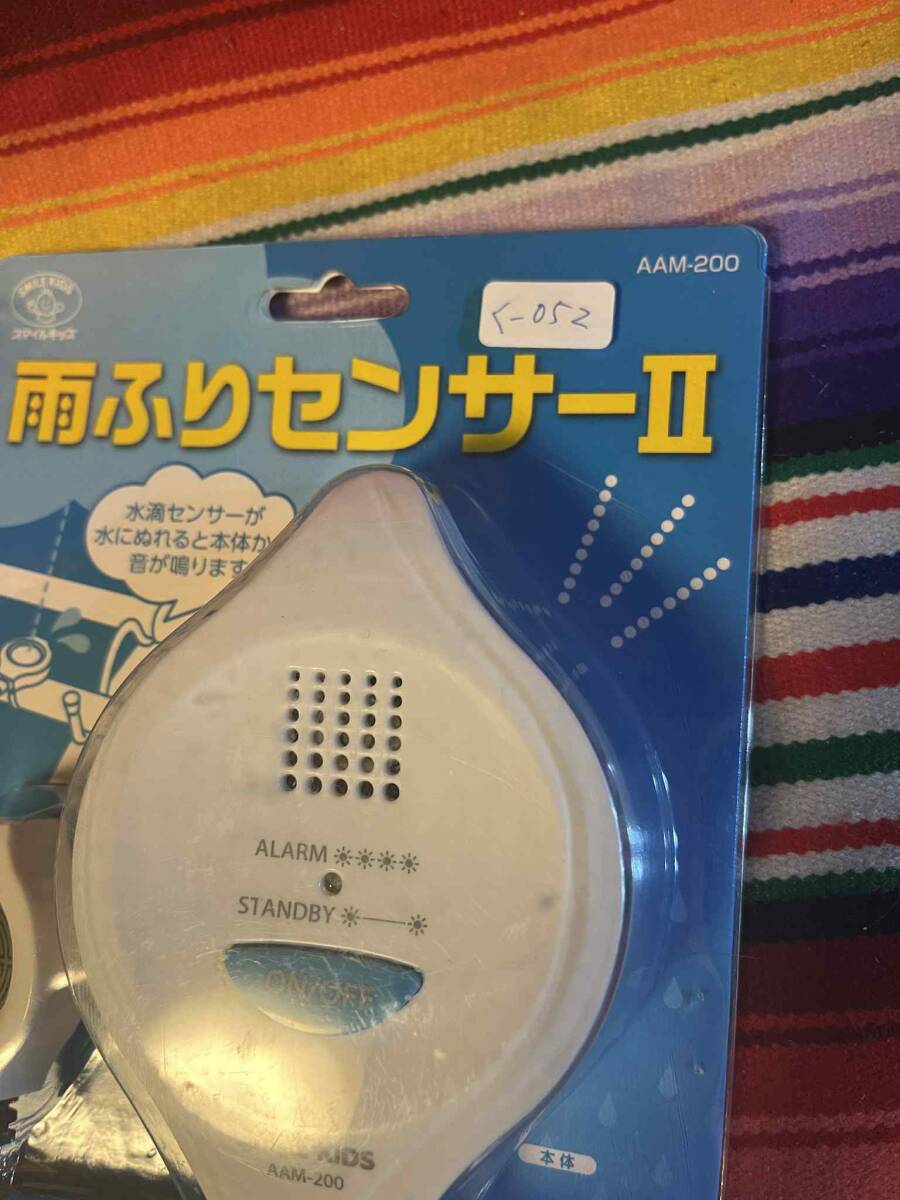 AAM-200
SMILE KIDS
スマイルキッズ
く-052
雨ふりセンサーII
水滴センサーが
水にぬれると本体か
音が鳴ります
ALARM
STANDBY
ON/OFF
KIDS
AAM-200
本体